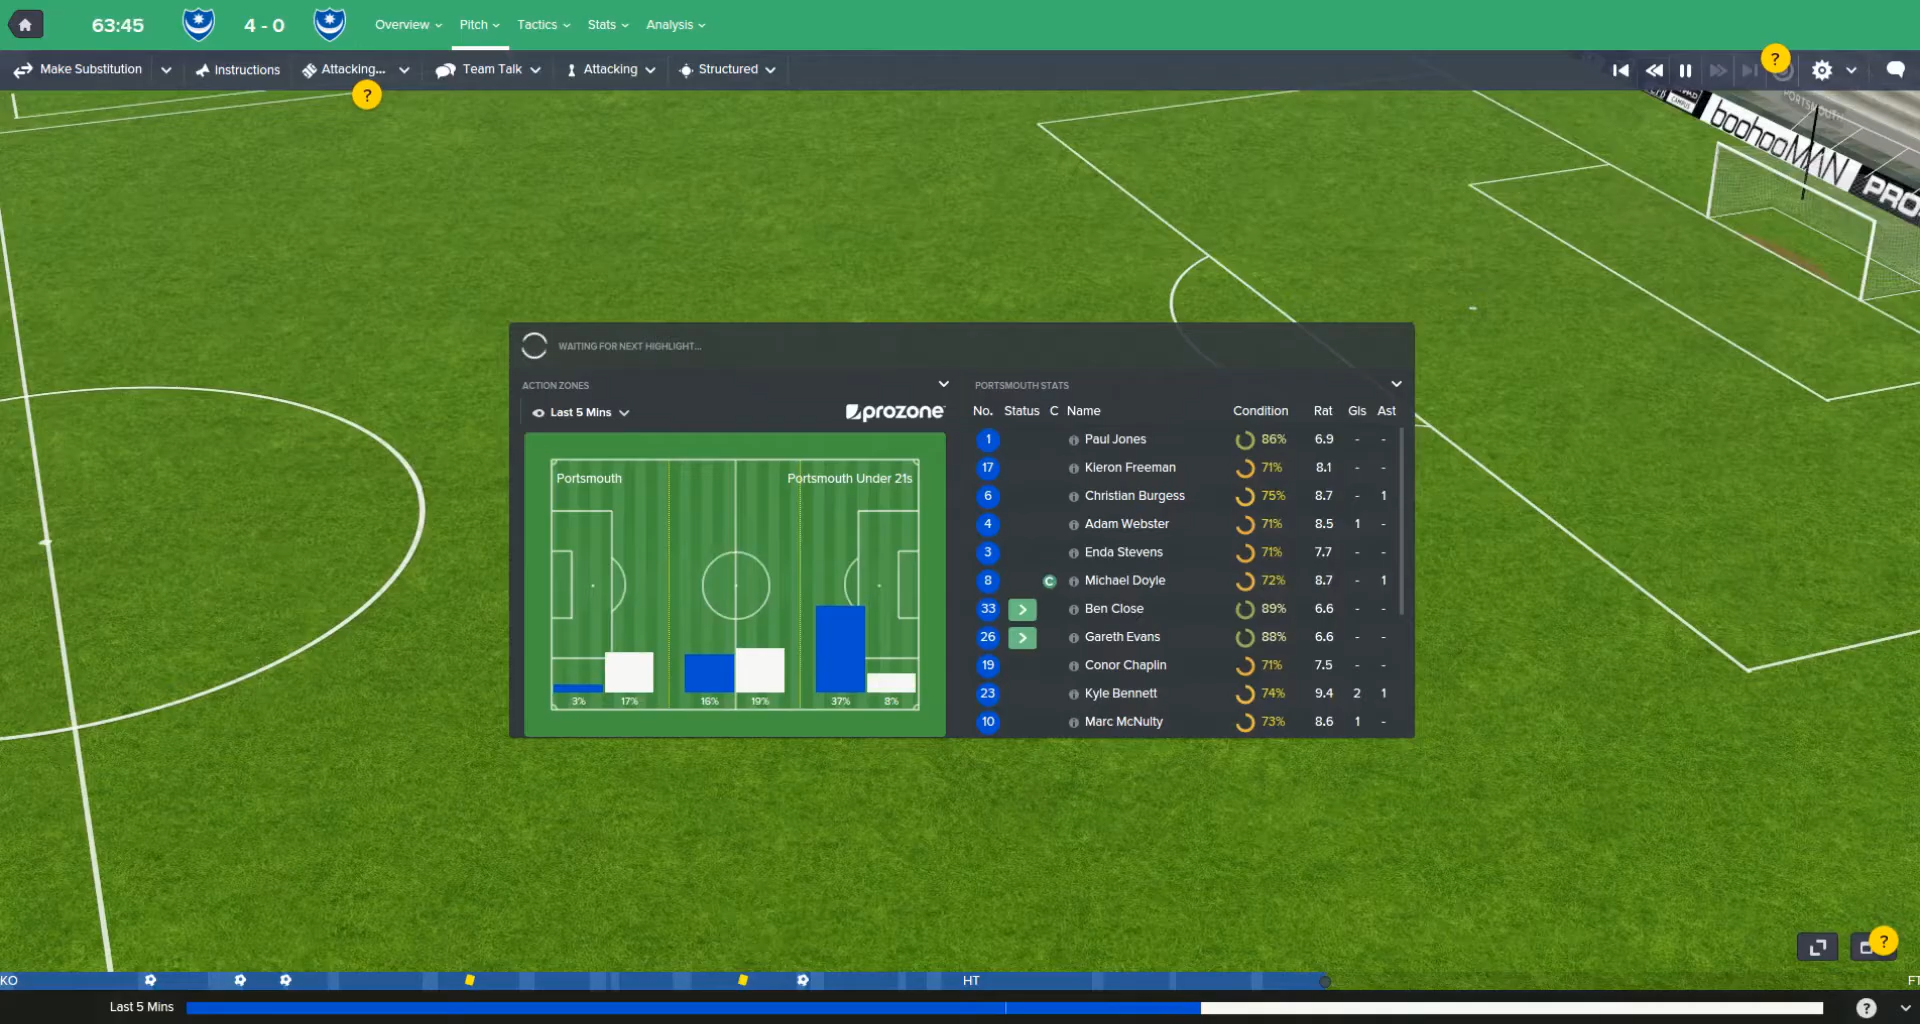 63:45 4 - 0 Overview Pitch Tactics Stats Analysis
Make Substitution Instructions Attacking... Team Talk Attacking Structured ?
?
PORTSMOUTH
CAMPUS
boohooMAN PRO
WAITING FOR NEXT HIGHLIGHT...
ACTION ZONES
Last 5 Mins prozone
Portsmouth Portsmouth Under 21s
3% 17% 16% 19% 37% 8%
PORTSMOUTH STATS
No. Status C Name Condition Rat Gls Ast
1 Paul Jones 86% 6.9 - -
17 Kieron Freeman 71% 8.1 - -
6 Christian Burgess 75% 8.7 - 1
4 Adam Webster 71% 8.5 1 -
3 Enda Stevens 71% 7.7 - -
8 C Michael Doyle 72% 8.7 - 1
33 Ben Close 89% 6.6 - -
26 Gareth Evans 88% 6.6 - -
19 Conor Chaplin 71% 7.5 - -
23 Kyle Bennett 74% 9.4 2 1
10 Marc McNulty 73% 8.6 1 -
?
KO HT FT
Last 5 Mins ?